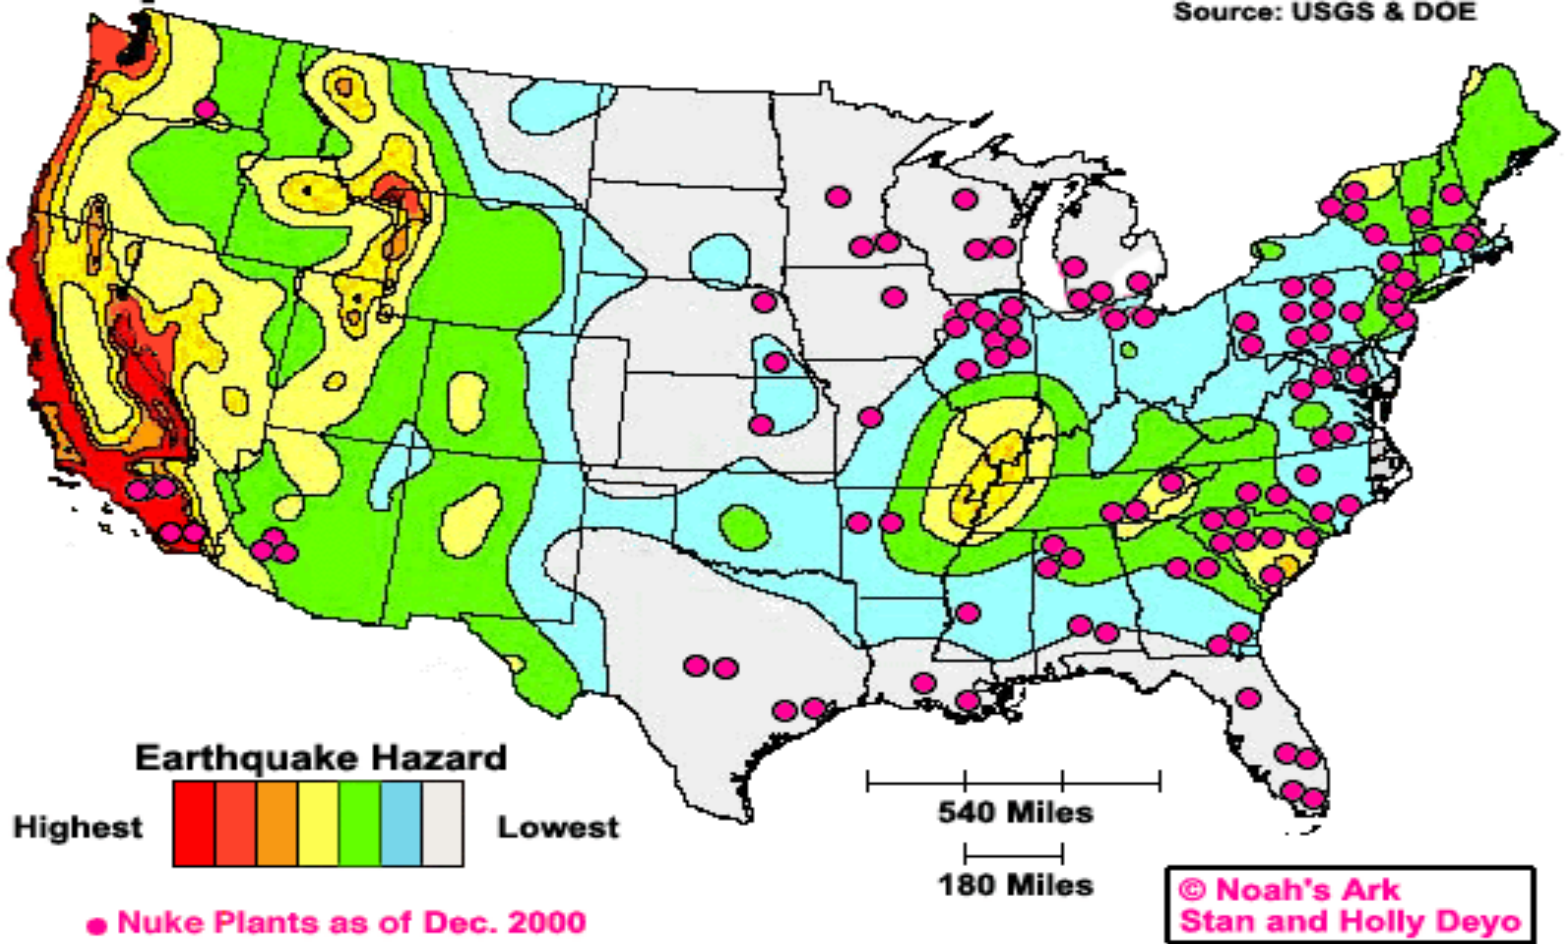 Source: USGS & DOE
Earthquake Hazard
Highest
Lowest
540 Miles
180 Miles
Nuke Plants as of Dec. 2000
© Noah's Ark
Stan and Holly Deyo